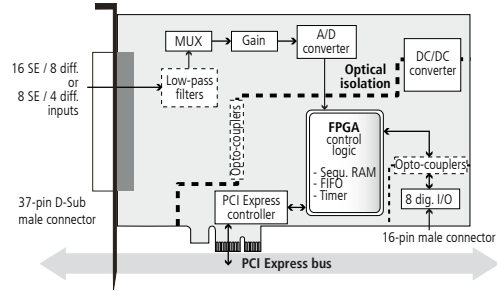 MUX
Gain
A/D
converter
DC/DC
converter
16 SE / 8 diff.
or
8 SE / 4 diff.
inputs
Low-pass
filters
Optical
isolation
Opto-couplers
FPGA
control
logic
- Sequ. RAM
- FIFO
- Timer
Opto-couplers
8 dig. I/O
PCI Express
controller
37-pin D-Sub
male connector
16-pin male connector
PCI Express bus